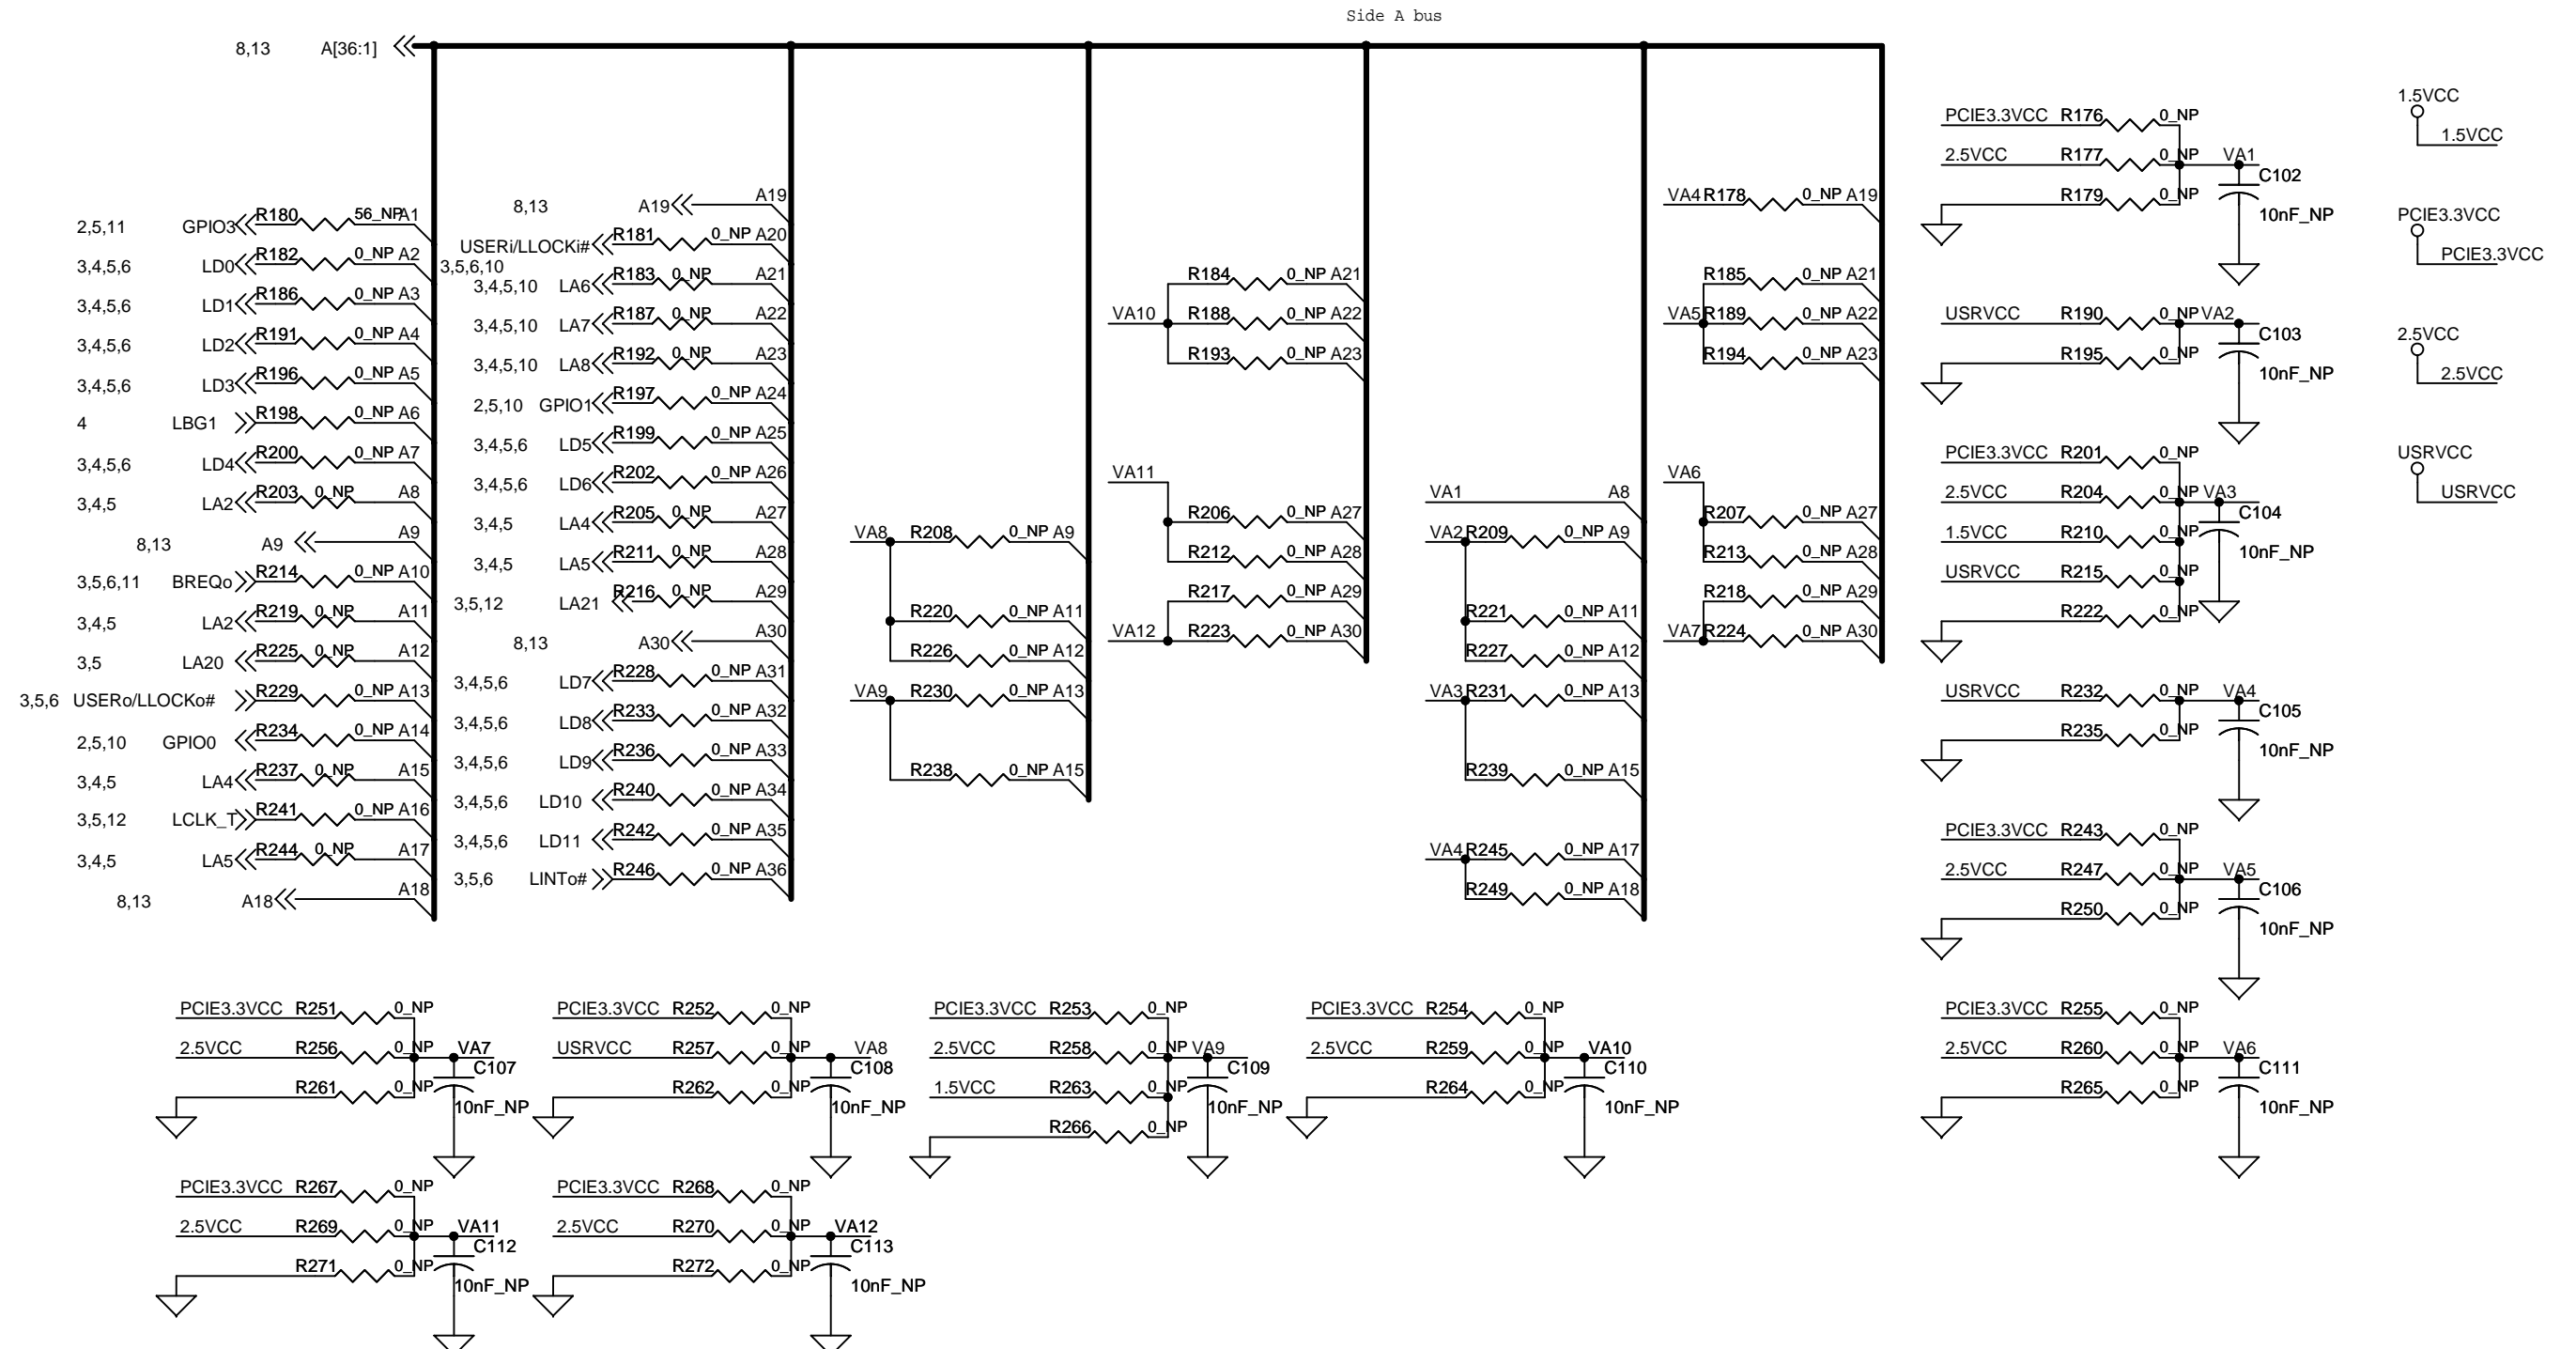 Side A bus
8,13 A[36:1]
8,13 A19 A19
2,5,11 GPIO3 R180 56_NP A1
USERi/LLOCKi# R181 0_NP A20
3,5,6,10
3,4,5,6 LD0 R182 0_NP A2
3,4,5,10 LA6 R183 0_NP A21
3,4,5,6 LD1 R186 0_NP A3
3,4,5,10 LA7 R187 0_NP A22
3,4,5,6 LD2 R191 0_NP A4
3,4,5,10 LA8 R192 0_NP A23
3,4,5,6 LD3 R196 0_NP A5
2,5,10 GPIO1 R197 0_NP A24
4 LBG1 R198 0_NP A6
3,4,5,6 LD5 R199 0_NP A25
3,4,5,6 LD4 R200 0_NP A7
3,4,5,6 LD6 R202 0_NP A26
3,4,5 LA2 R203 0_NP A8
3,4,5 LA4 R205 0_NP A27
8,13 A9 A9
3,4,5 LA5 R211 0_NP A28
3,5,6,11 BREQo R214 0_NP A10
3,5,12 LA21 R216 0_NP A29
3,4,5 LA2 R219 0_NP A11
8,13 A30 A30
3,5 LA20 R225 0_NP A12
3,4,5,6 LD7 R228 0_NP A31
3,5,6 USERo/LLOCKo# R229 0_NP A13
3,4,5,6 LD8 R233 0_NP A32
2,5,10 GPIO0 R234 0_NP A14
3,4,5,6 LD9 R236 0_NP A33
3,4,5 LA4 R237 0_NP A15
3,4,5,6 LD10 R240 0_NP A34
3,5,12 LCLK_T R241 0_NP A16
3,4,5,6 LD11 R242 0_NP A35
3,4,5 LA5 R244 0_NP A17
3,5,6 LINTo# R246 0_NP A36
8,13 A18 A18
VA8 R208 0_NP A9
R220 0_NP A11
R226 0_NP A12
VA9 R230 0_NP A13
R238 0_NP A15
R184 0_NP A21
VA10 R188 0_NP A22
R193 0_NP A23
VA11
R206 0_NP A27
R212 0_NP A28
R217 0_NP A29
VA12 R223 0_NP A30
VA1 A8
VA2 R209 0_NP A9
R221 0_NP A11
R227 0_NP A12
VA3 R231 0_NP A13
R239 0_NP A15
VA4 R245 0_NP A17
R249 0_NP A18
VA4 R178 0_NP A19
R185 0_NP A21
VA5 R189 0_NP A22
R194 0_NP A23
VA6
R207 0_NP A27
R213 0_NP A28
R218 0_NP A29
VA7 R224 0_NP A30
PCIE3.3VCC R176 0_NP
2.5VCC R177 0_NP VA1
C102
R179 0_NP
10nF_NP
USRVCC R190 0_NP VA2
C103
R195 0_NP
10nF_NP
PCIE3.3VCC R201 0_NP
2.5VCC R204 0_NP VA3
C104
1.5VCC R210 0_NP
10nF_NP
USRVCC R215 0_NP
R222 0_NP
USRVCC R232 0_NP VA4
C105
R235 0_NP
10nF_NP
PCIE3.3VCC R243 0_NP
2.5VCC R247 0_NP VA5
C106
R250 0_NP
10nF_NP
PCIE3.3VCC R255 0_NP
2.5VCC R260 0_NP VA6
C111
R265 0_NP
10nF_NP
1.5VCC
1.5VCC
PCIE3.3VCC
PCIE3.3VCC
2.5VCC
2.5VCC
USRVCC
USRVCC
PCIE3.3VCC R251 0_NP
2.5VCC R256 0_NP VA7
C107
R261 0_NP
10nF_NP
PCIE3.3VCC R252 0_NP
USRVCC R257 0_NP VA8
C108
R262 0_NP
10nF_NP
PCIE3.3VCC R253 0_NP
2.5VCC R258 0_NP VA9
C109
1.5VCC R263 0_NP
10nF_NP
R266 0_NP
PCIE3.3VCC R254 0_NP
2.5VCC R259 0_NP VA10
C110
R264 0_NP
10nF_NP
PCIE3.3VCC R267 0_NP
2.5VCC R269 0_NP VA11
C112
R271 0_NP
10nF_NP
PCIE3.3VCC R268 0_NP
2.5VCC R270 0_NP VA12
C113
R272 0_NP
10nF_NP